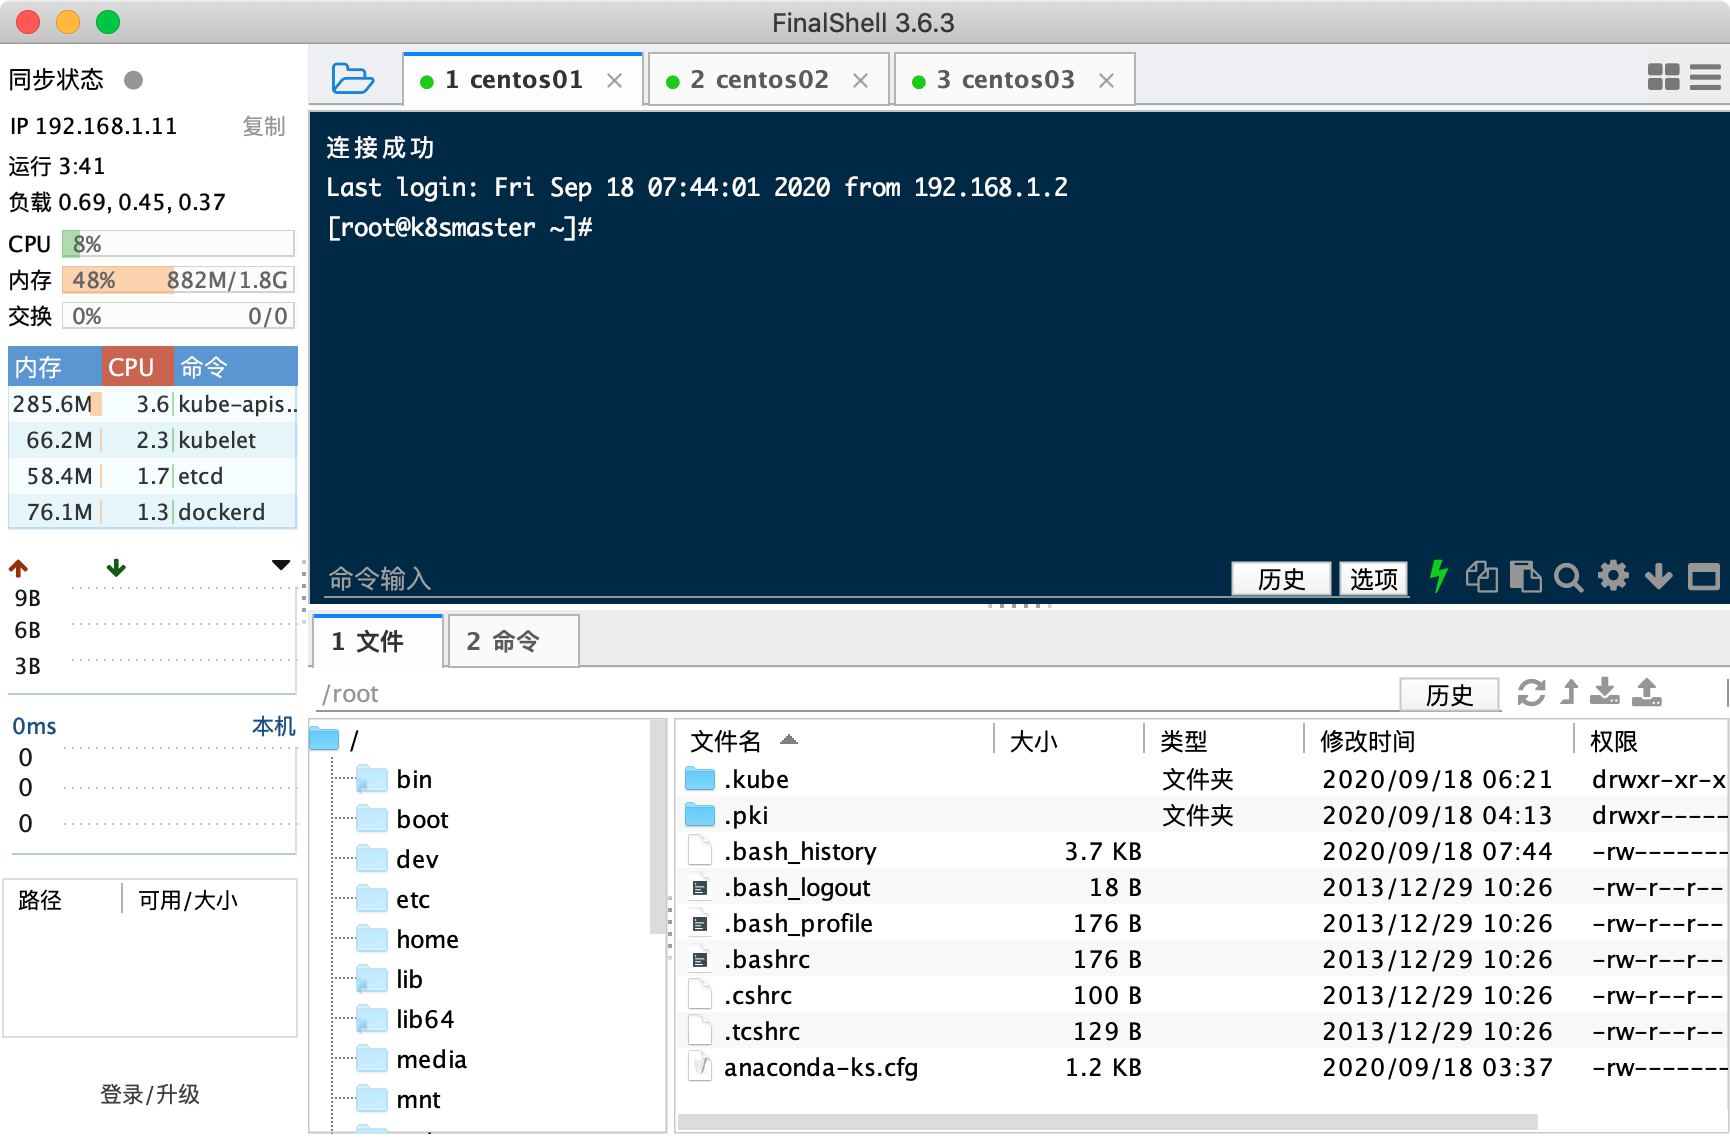 FinalShell 3.6.3
同步状态
IP 192.168.1.11 复制
运行 3:41
负载 0.69, 0.45, 0.37
CPU 8%
内存 48% 882M/1.8G
交换 0% 0/0
内存 CPU 命令
285.6M 3.6 kube-apis..
66.2M 2.3 kubelet
58.4M 1.7 etcd
76.1M 1.3 dockerd
9B
6B
3B
0ms 本机
0
0
0
路径 可用/大小
登录/升级
1 centos01
2 centos02
3 centos03
连接成功
Last login: Fri Sep 18 07:44:01 2020 from 192.168.1.2
[root@k8smaster ~]#
命令输入 历史 选项
1 文件 2 命令
/root 历史
/
bin
boot
dev
etc
home
lib
lib64
media
mnt
文件名 大小 类型 修改时间 权限
.kube 文件夹 2020/09/18 06:21 drwxr-xr-x
.pki 文件夹 2020/09/18 04:13 drwxr-----
.bash_history 3.7 KB 2020/09/18 07:44 -rw-------
.bash_logout 18 B 2013/12/29 10:26 -rw-r--r--
.bash_profile 176 B 2013/12/29 10:26 -rw-r--r--
.bashrc 176 B 2013/12/29 10:26 -rw-r--r--
.cshrc 100 B 2013/12/29 10:26 -rw-r--r--
.tcshrc 129 B 2013/12/29 10:26 -rw-r--r--
anaconda-ks.cfg 1.2 KB 2020/09/18 03:37 -rw-------